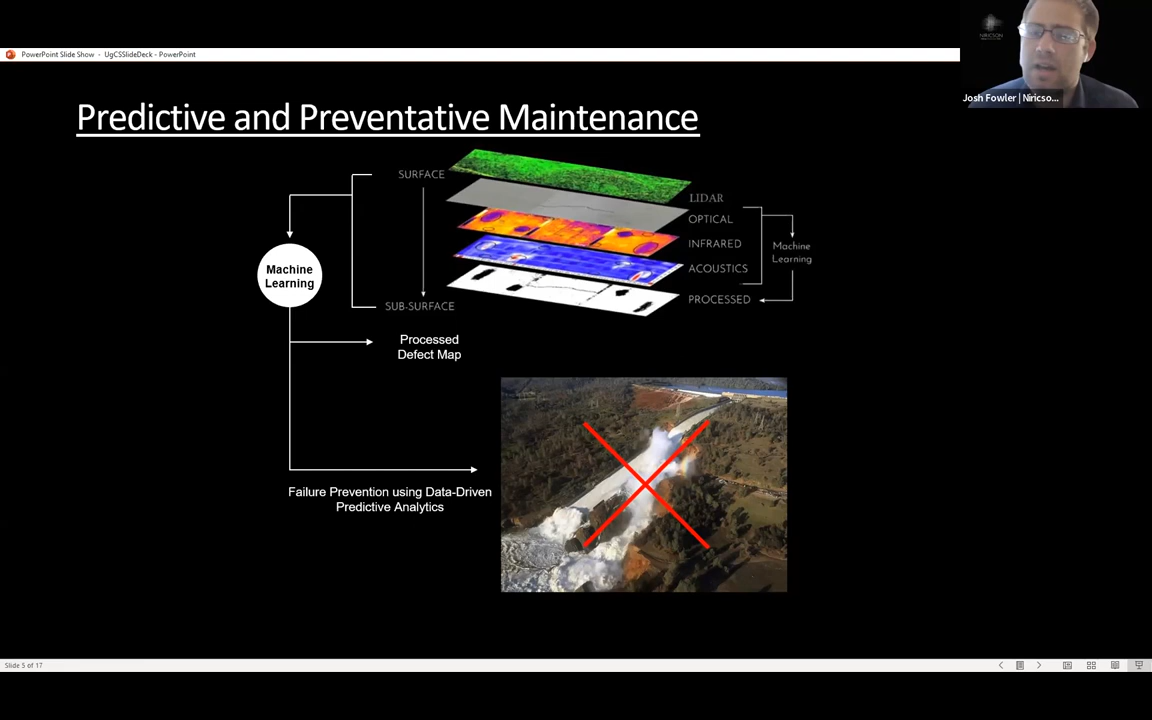 PowerPoint Slide Show - UgCSSlideDeck - PowerPoint
Josh Fowler | Niricso...
Predictive and Preventative Maintenance
SURFACE
LIDAR
OPTICAL
INFRARED
ACOUSTICS
PROCESSED
Machine
Learning
Machine
Learning
SUB-SURFACE
Processed
Defect Map
Failure Prevention using Data-Driven
Predictive Analytics
Slide 5 of 17